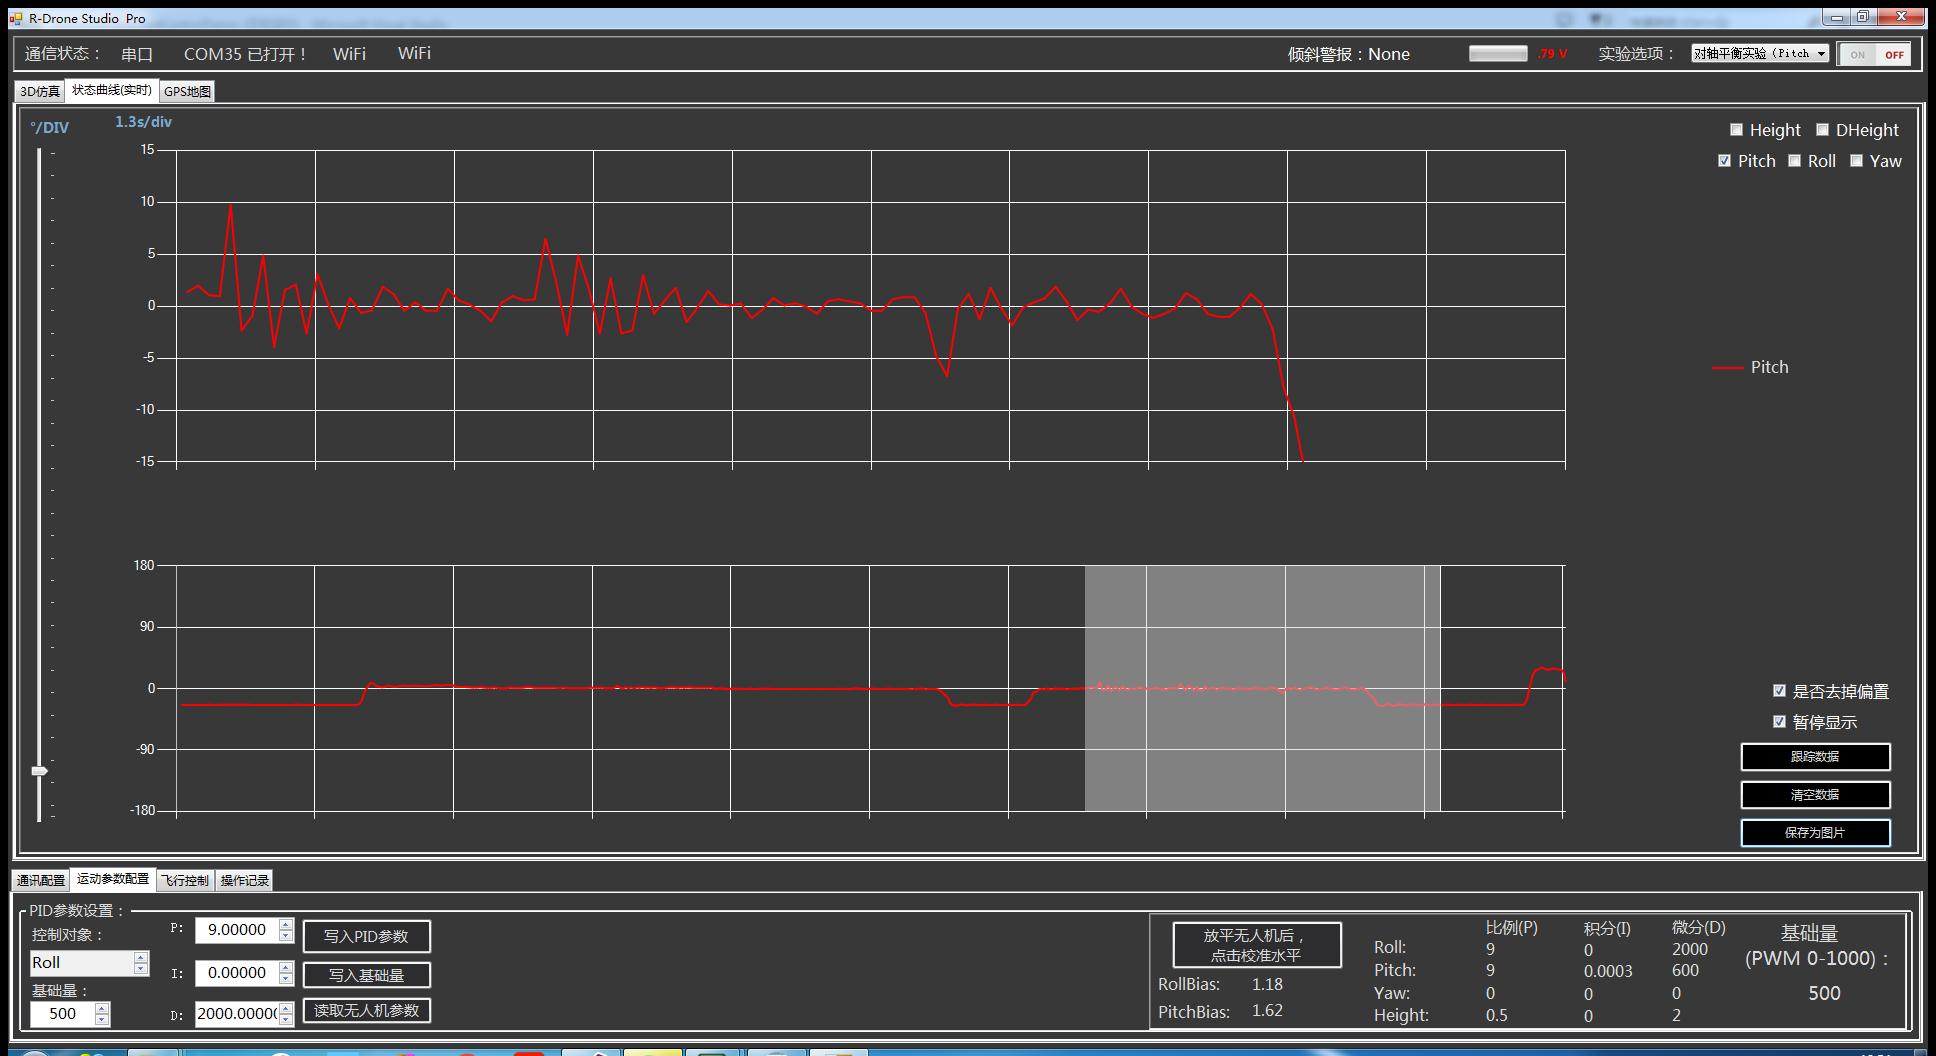 R-Drone Studio Pro
通信状态： 串口 COM35 已打开！ WiFi WiFi 倾斜警报：None .79 V 实验选项： 对轴平衡实验（Pitch ON OFF
3D仿真 状态曲线(实时) GPS地图
°/DIV 1.3s/div
Height DHeight
Pitch Roll Yaw
15
10
5
0
-5
-10
-15
Pitch
180
90
0
-90
-180
是否去掉偏置
暂停显示
跟踪数据
清空数据
保存为图片
通讯配置 运动参数配置 飞行控制 操作记录
PID参数设置：
控制对象：
Roll
基础量：
500
P: 9.00000
I: 0.00000
D: 2000.0000(
写入PID参数
写入基础量
读取无人机参数
放平无人机后，
点击校准水平
RollBias: 1.18
PitchBias: 1.62
比例(P) 积分(I) 微分(D)
Roll: 9 0 2000
Pitch: 9 0.0003 600
Yaw: 0 0 0
Height: 0.5 0 2
基础量
(PWM 0-1000)：
500